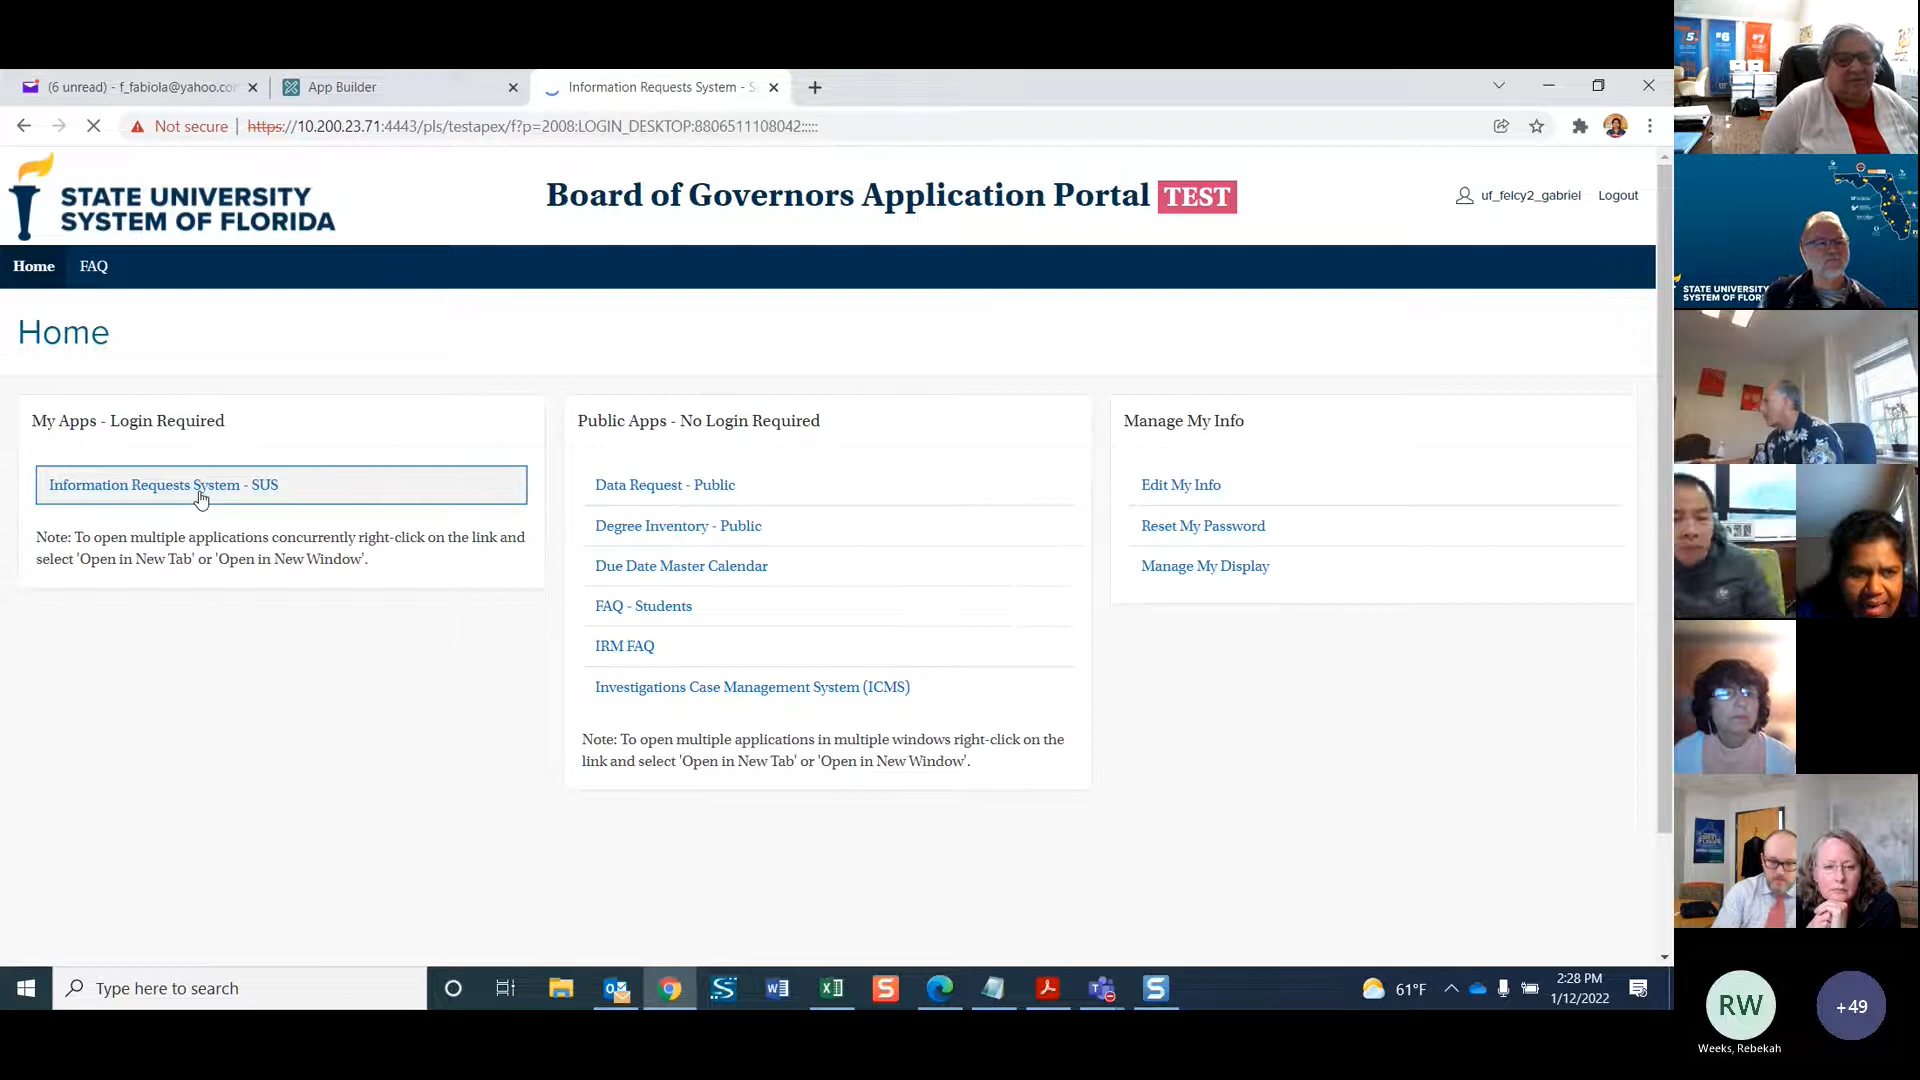 (6 unread) - f_fabiola@yahoo.co
App Builder
Information Requests System - S
Not secure
https://10.200.23.71:4443/pls/testapex/f?p=2008:LOGIN_DESKTOP:8806511108042:::::
STATE UNIVERSITY
SYSTEM OF FLORIDA
Board of Governors Application Portal TEST
uf_felcy2_gabriel
Logout
Home
FAQ
Home
My Apps - Login Required
Information Requests System - SUS
Note: To open multiple applications concurrently right-click on the link and
select 'Open in New Tab' or 'Open in New Window'.
Public Apps - No Login Required
Data Request - Public
Degree Inventory - Public
Due Date Master Calendar
FAQ - Students
IRM FAQ
Investigations Case Management System (ICMS)
Note: To open multiple applications in multiple windows right-click on the
link and select 'Open in New Tab' or 'Open in New Window'.
Manage My Info
Edit My Info
Reset My Password
Manage My Display
Type here to search
61°F
2:28 PM
1/12/2022
5.
#6
#7
STATE UNIVERSITY
SYSTEM OF FLOR
RW
Weeks, Rebekah
+49